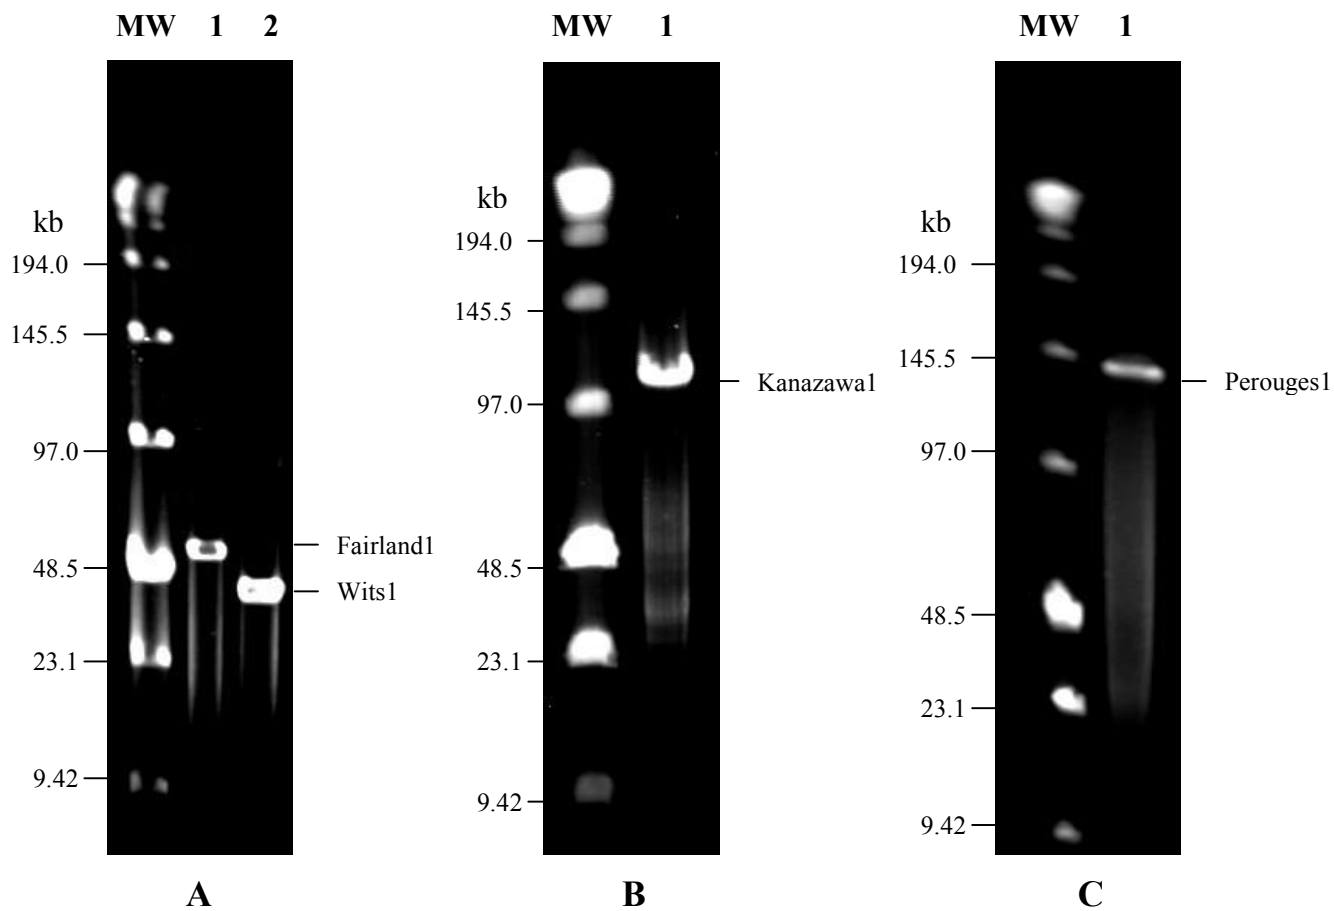 MW 1 2
kb
194.0
145.5
97.0
48.5
23.1
9.42
Fairland1
Wits1
A
MW 1
kb
194.0
145.5
97.0
48.5
23.1
9.42
Kanazawa1
B
MW 1
kb
194.0
145.5
97.0
48.5
23.1
9.42
Perouges1
C